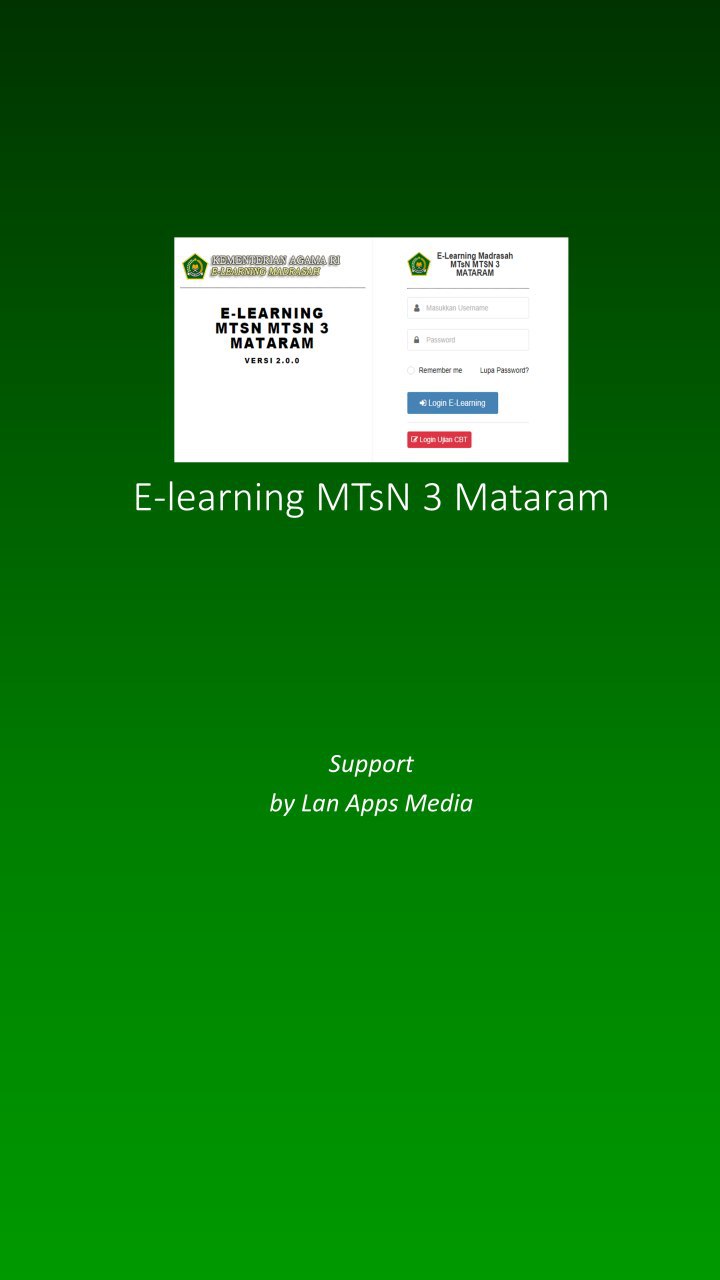 KEMENTERIAN AGAMA RI
E-LEARNING MADRASAH
E-LEARNING
MTSN MTSN 3
MATARAM
VERSI 2.0.0
E-Learning Madrasah
MTsN MTSN 3
MATARAM
Masukkan Username
Password
Remember me Lupa Password?
Login E-Learning
Login Ujian CBT
E-learning MTsN 3 Mataram
Support
by Lan Apps Media